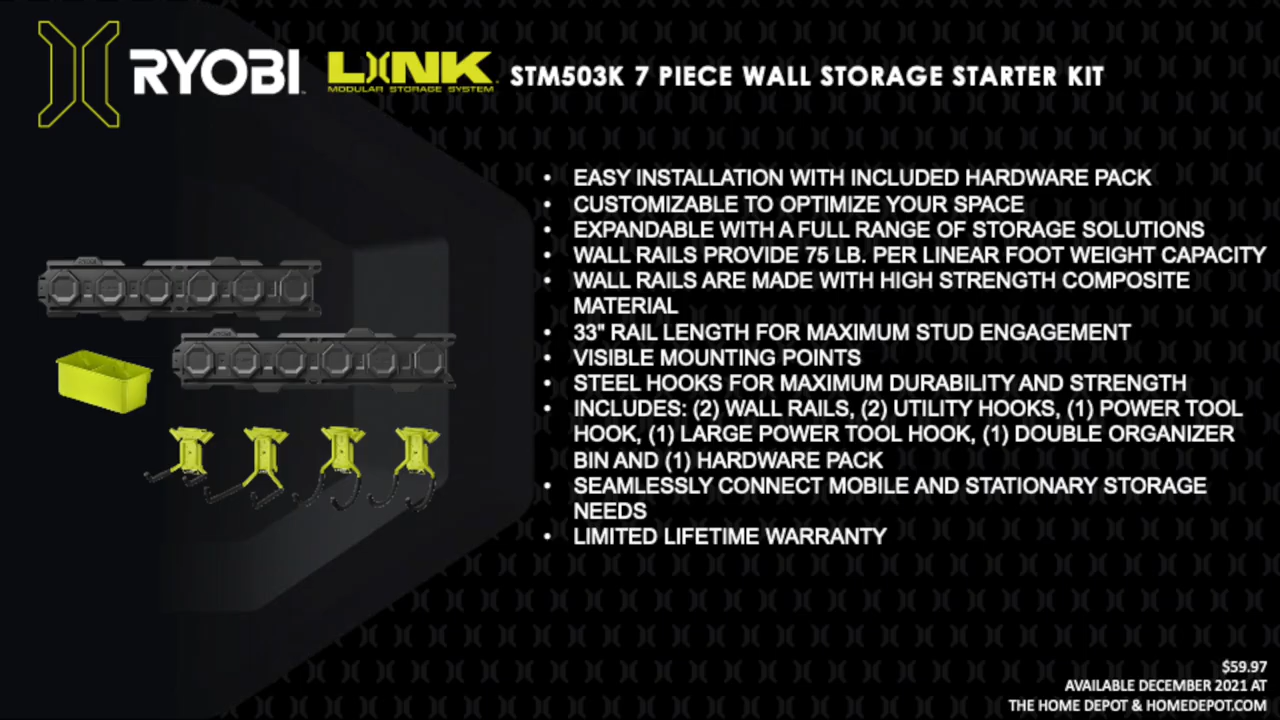 RYOBI LINK STM503K 7 PIECE WALL STORAGE STARTER KIT
MODULAR STORAGE SYSTEM
• EASY INSTALLATION WITH INCLUDED HARDWARE PACK
• CUSTOMIZABLE TO OPTIMIZE YOUR SPACE
• EXPANDABLE WITH A FULL RANGE OF STORAGE SOLUTIONS
• WALL RAILS PROVIDE 75 LB. PER LINEAR FOOT WEIGHT CAPACITY
• WALL RAILS ARE MADE WITH HIGH STRENGTH COMPOSITE
MATERIAL
• 33" RAIL LENGTH FOR MAXIMUM STUD ENGAGEMENT
• VISIBLE MOUNTING POINTS
• STEEL HOOKS FOR MAXIMUM DURABILITY AND STRENGTH
• INCLUDES: (2) WALL RAILS, (2) UTILITY HOOKS, (1) POWER TOOL
HOOK, (1) LARGE POWER TOOL HOOK, (1) DOUBLE ORGANIZER
BIN AND (1) HARDWARE PACK
• SEAMLESSLY CONNECT MOBILE AND STATIONARY STORAGE
NEEDS
• LIMITED LIFETIME WARRANTY
RYOBI
$59.97
AVAILABLE DECEMBER 2021 AT
THE HOME DEPOT & HOMEDEPOT.COM